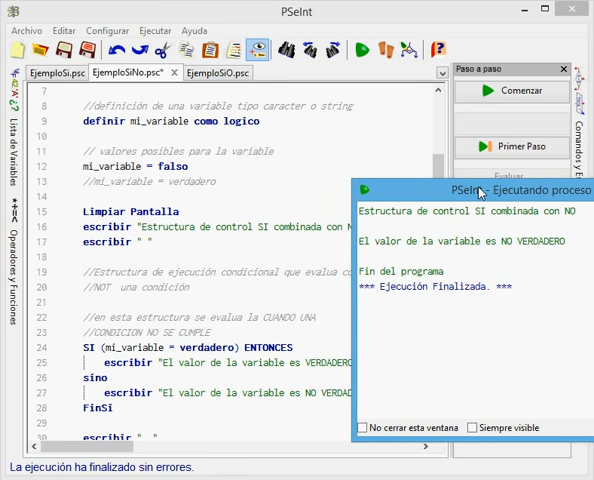 PSeInt
Archivo Editar Configurar Ejecutar Ayuda
EjemploSi.psc EjemploSiNo.psc* EjemploSiO.psc
Lista de Variables
*+=< Operadores y Funciones
7
8 //definición de una variable tipo caracter o string
9 definir mi_variable como logico
10
11 // valores posibles para la variable
12 mi_variable = falso
13 //mi_variable = verdadero
14
15 Limpiar Pantalla
16 escribir "Estructura de control SI combinada con N
17 escribir " "
18
19 //Estructura de ejecución condicional que evalua co
20 //NOT una condición
21
22 //en esta estructura se evalua la CUANDO UNA
23 //CONDICION NO SE CUMPLE
24 SI (mi_variable = verdadero) ENTONCES
25 escribir "El valor de la variable es VERDADERO
26 sino
27 escribir "El valor de la variable es NO VERDAD
28 FinSi
29
30 escribir " "
La ejecución ha finalizado sin errores.
Paso a paso
Comenzar
Primer Paso
Evaluar
Comandos y E
PSeInt - Ejecutando proceso
Estructura de control SI combinada con NO
El valor de la variable es NO VERDADERO
Fin del programa
*** Ejecución Finalizada. ***
No cerrar esta ventana Siempre visible